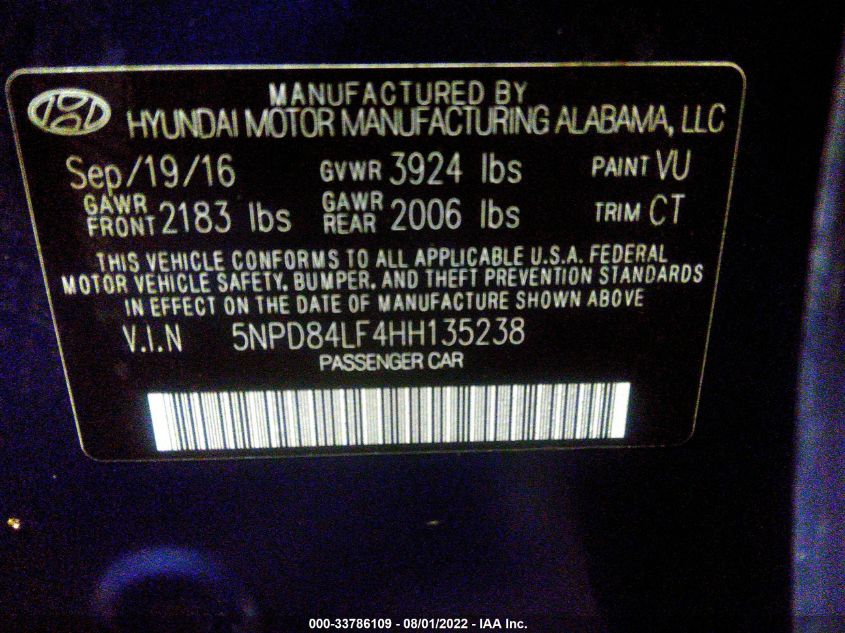 MANUFACTURED BY
HYUNDAI MOTOR MANUFACTURING ALABAMA, LLC
Sep/19/16 GVWR 3924 lbs PAINT VU
GAWR FRONT 2183 lbs GAWR REAR 2006 lbs TRIM CT
THIS VEHICLE CONFORMS TO ALL APPLICABLE U.S.A. FEDERAL
MOTOR VEHICLE SAFETY, BUMPER, AND THEFT PREVENTION STANDARDS
IN EFFECT ON THE DATE OF MANUFACTURE SHOWN ABOVE
V.I.N 5NPD84LF4HH135238
PASSENGER CAR
000-33786109 - 08/01/2022 - IAA Inc.